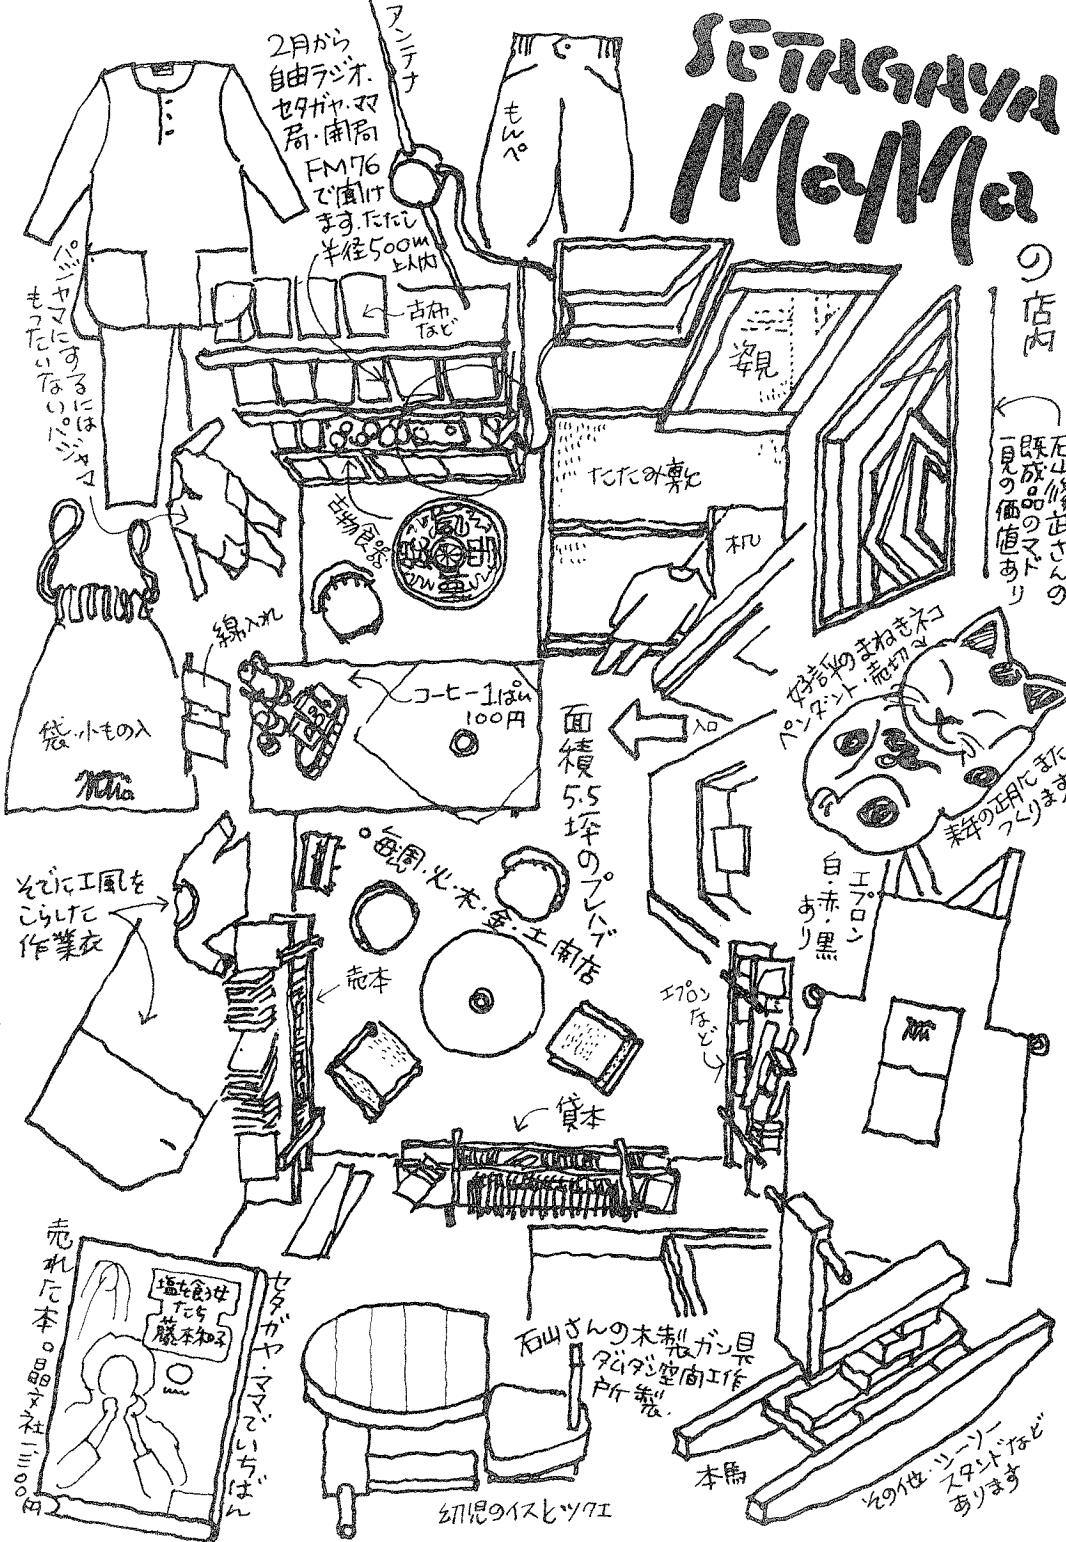 SETAGAYA
MaMa
の店内
アンテナ
2月から
自由ラジオ.
セタガヤ・ママ
局・開局
FM76
で聞け
ます.ただし
半径500m
以内
もんぺ
パジャマにするには
もったいないパジャマ
古布
など
姿見
石山修武さんの
既成品のマド
一見の価値あり
たたみ敷
机
古物食器
綿入れ
コーヒー1ぱい
100円
袋・小もの入
入口
面積5.5坪のプレハブ
好評のまねきネコ
ペンダント・売切
来年の正月にまた
つくります
そでに工風を
こらした
作業衣
毎週・火・木・金・土開店
売本
エプロン
白・赤・黒
あり
エプロン
など
貸本
売れた本。晶文社一三〇〇円
塩を食う女
たち
藤本和子
セタガヤ・ママでいちばん
石山さんの木製ガン具
ダムダン空間工作
所製.
幼児のイスとツクエ
木馬
その他・シーソー
スタンドなど
あります